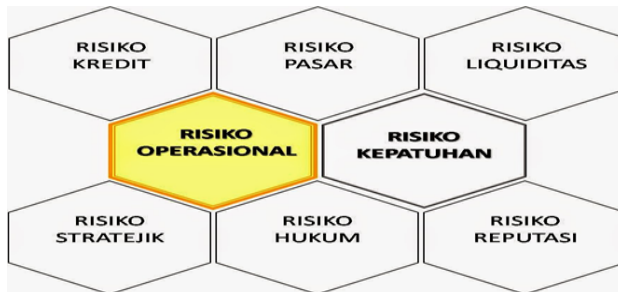 RISIKO
KREDIT
RISIKO
PASAR
RISIKO
LIQUIDITAS
RISIKO
OPERASIONAL
RISIKO
KEPATUHAN
RISIKO
STRATEJIK
RISIKO
HUKUM
RISIKO
REPUTASI